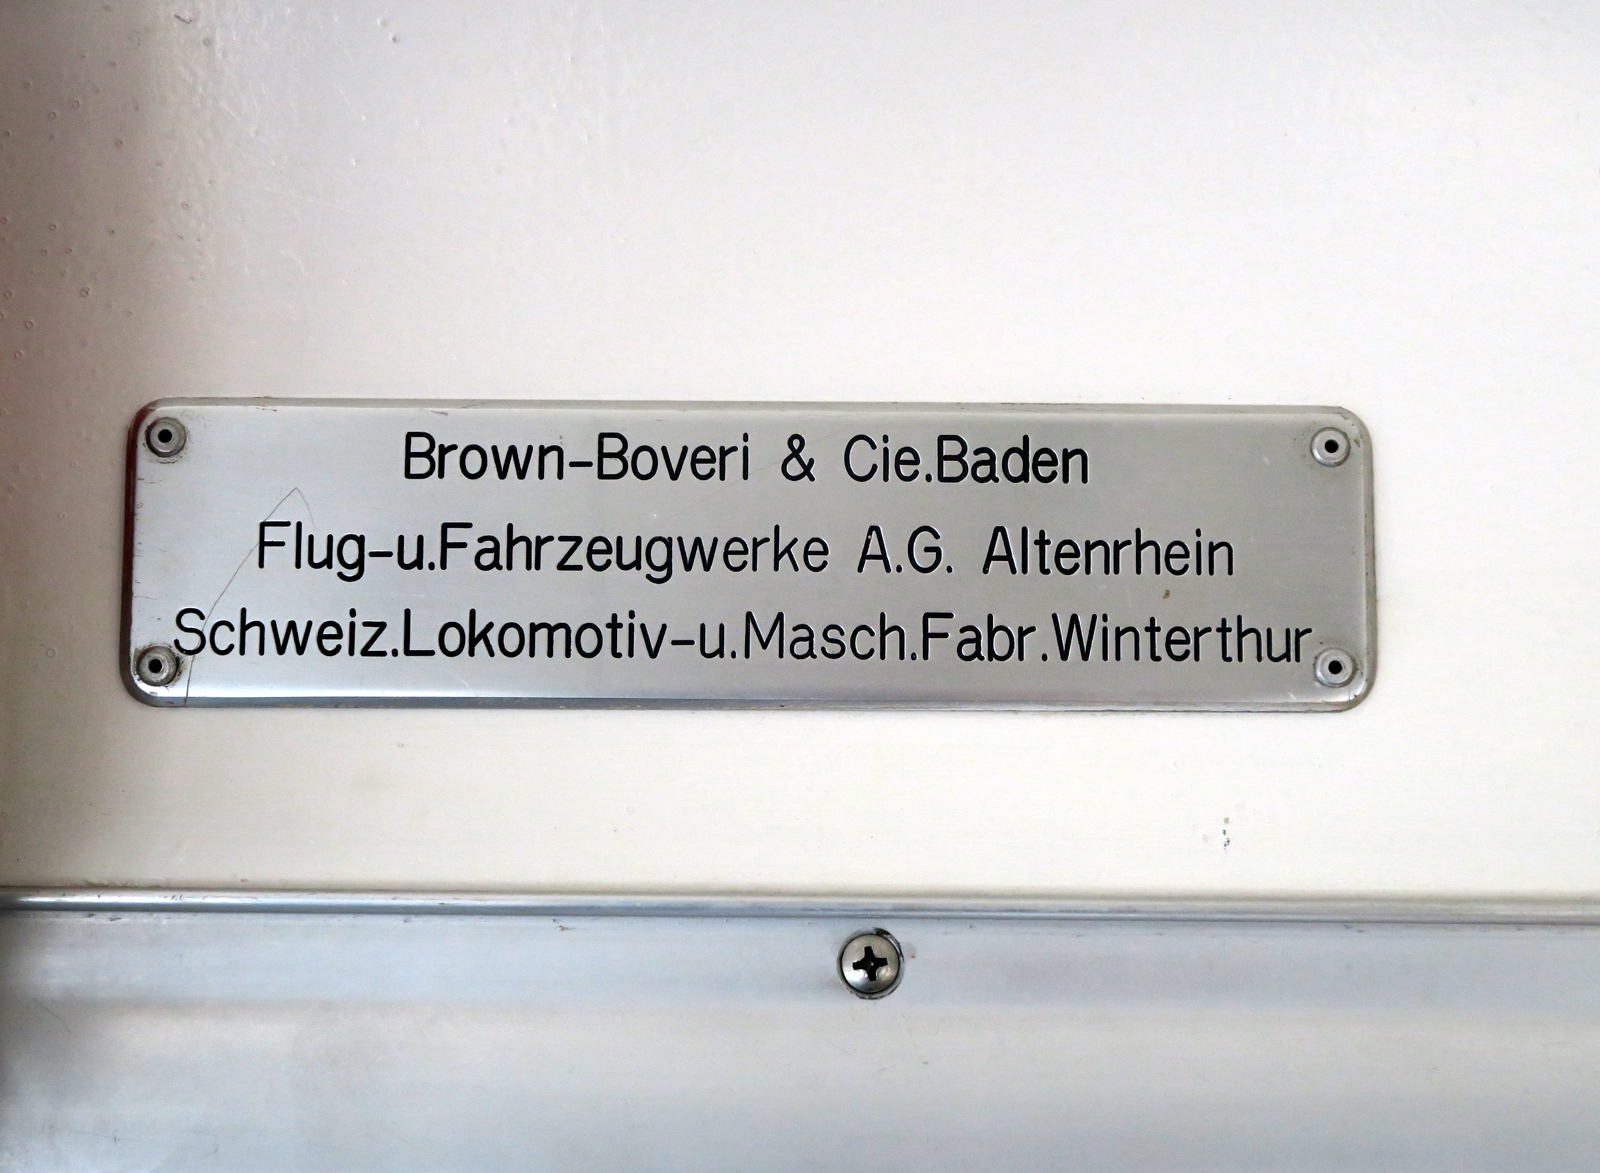 Brown-Boveri & Cie.Baden
Flug-u.Fahrzeugwerke A.G. Altenrhein
Schweiz.Lokomotiv-u.Masch.Fabr.Winterthur